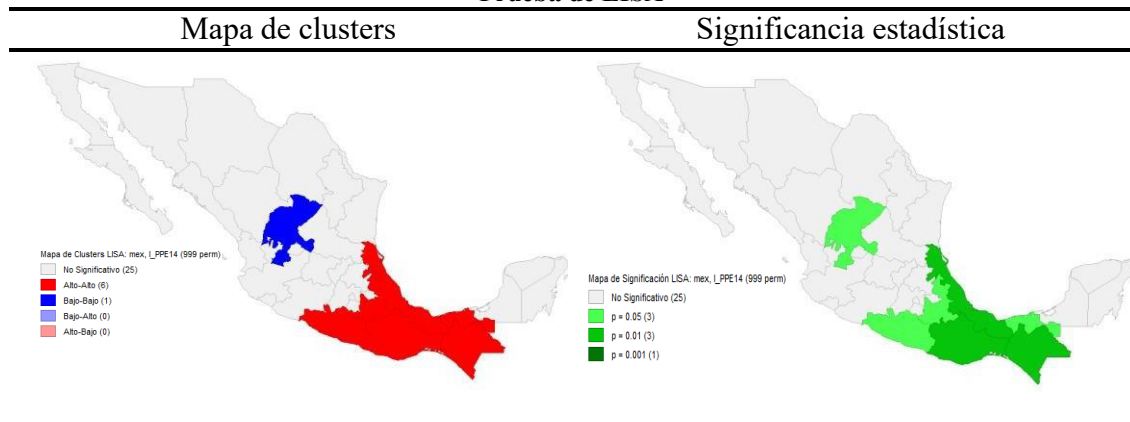 Prueba de LISA
Mapa de clusters
Significancia estadística
Mapa de Clusters LISA: mex, I_PPE14 (999 perm)
No Significativo (25)
Alto-Alto (6)
Bajo-Bajo (1)
Bajo-Alto (0)
Alto-Bajo (0)
Mapa de Significación LISA: mex, I_PPE14 (999 perm)
No Significativo (25)
p = 0.05 (3)
p = 0.01 (3)
p = 0.001 (1)